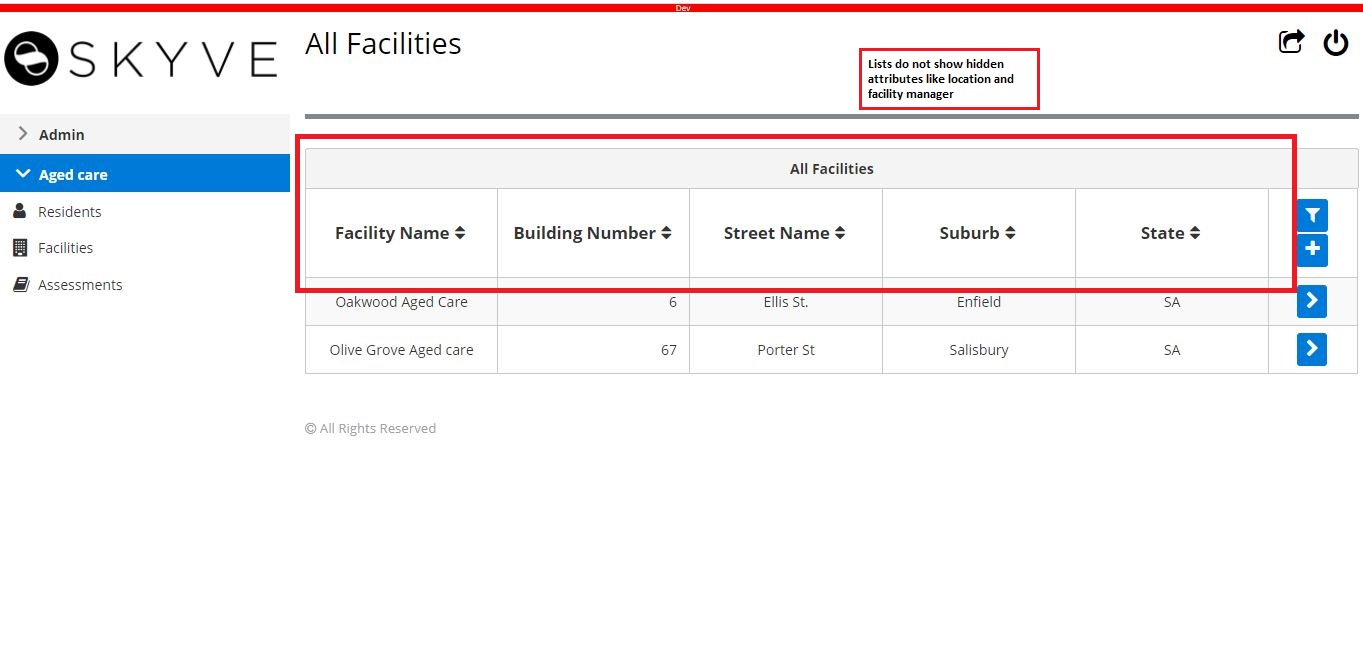 Dev
SKYVE
All Facilities
Lists do not show hidden
attributes like location and
facility manager
Admin
Aged care
Residents
Facilities
Assessments
All Facilities
Facility Name Building Number Street Name Suburb State
Oakwood Aged Care 6 Ellis St. Enfield SA
Olive Grove Aged care 67 Porter St Salisbury SA
© All Rights Reserved